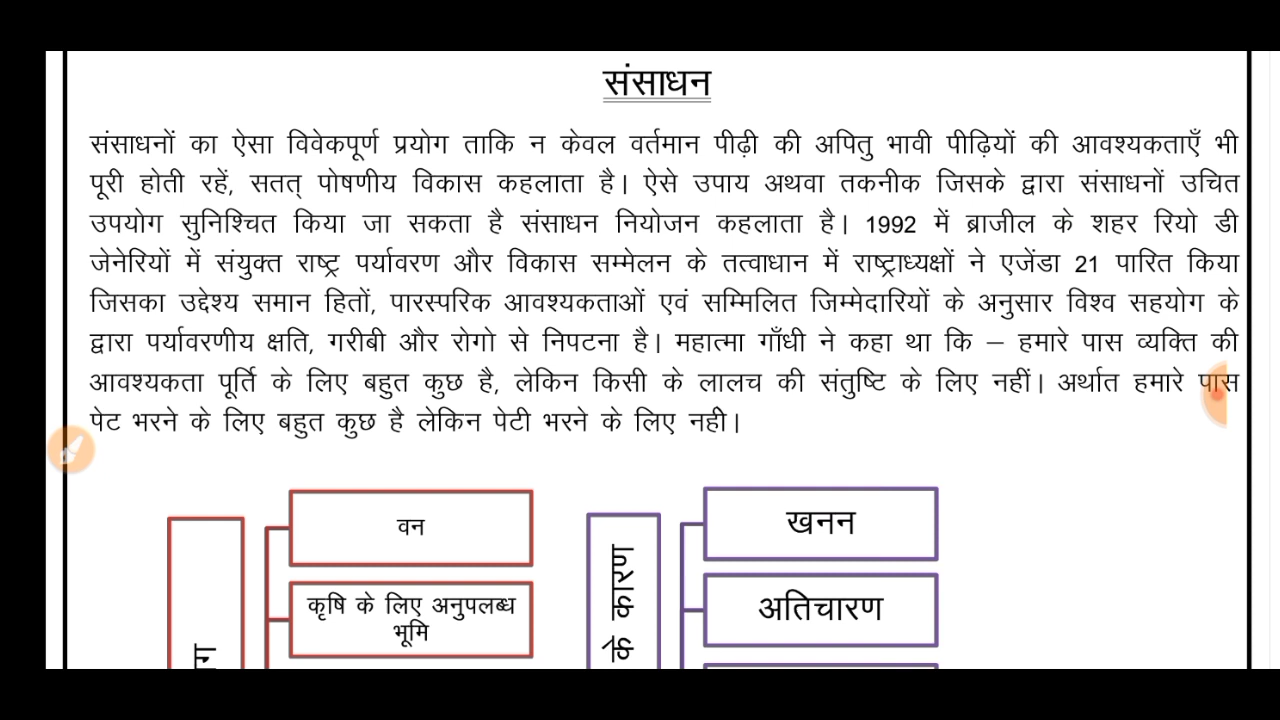 संसाधन
संसाधनों का ऐसा विवेकपूर्ण प्रयोग ताकि न केवल वर्तमान पीढ़ी की अपितु भावी पीढ़ियों की आवश्यकताएँ भी
पूरी होती रहें, सतत् पोषणीय विकास कहलाता है। ऐसे उपाय अथवा तकनीक जिसके द्वारा संसाधनों उचित
उपयोग सुनिश्चित किया जा सकता है संसाधन नियोजन कहलाता है। 1992 में ब्राजील के शहर रियो डी
जेनेरियों में संयुक्त राष्ट्र पर्यावरण और विकास सम्मेलन के तत्वाधान में राष्ट्राध्यक्षों ने एजेंडा 21 पारित किया
जिसका उद्देश्य समान हितों, पारस्परिक आवश्यकताओं एवं सम्मिलित जिम्मेदारियों के अनुसार विश्व सहयोग के
द्वारा पर्यावरणीय क्षति, गरीबी और रोगो से निपटना है। महात्मा गाँधी ने कहा था कि – हमारे पास व्यक्ति की
आवश्यकता पूर्ति के लिए बहुत कुछ है, लेकिन किसी के लालच की संतुष्टि के लिए नहीं। अर्थात हमारे पास
पेट भरने के लिए बहुत कुछ है लेकिन पेटी भरने के लिए नही।
वन
कृषि के लिए अनुपलब्ध
भूमि
के कारण
खनन
अतिचारण